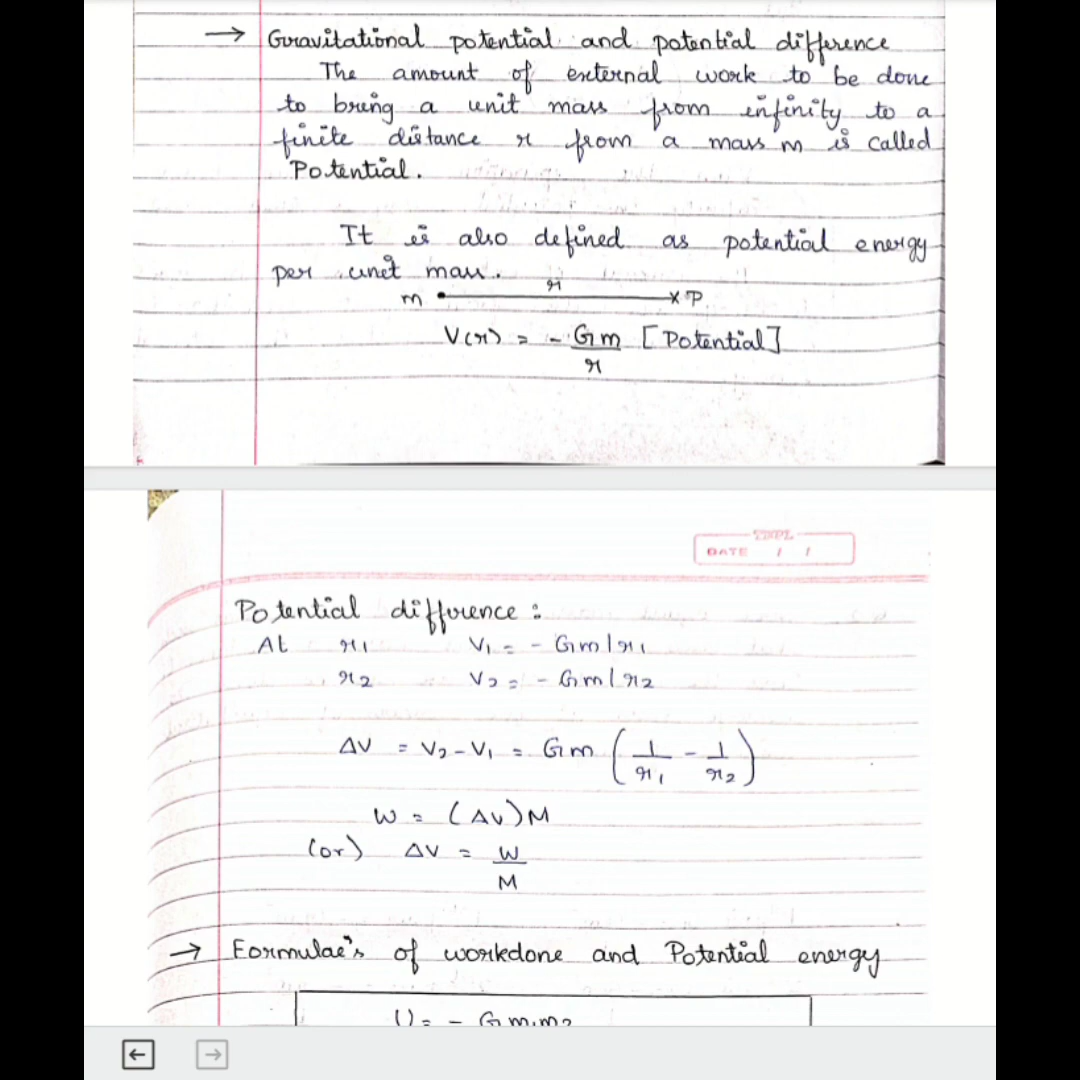 → Gravitational potential and potential difference
The amount of external work to be done
to bring a unit mass from infinity to a
finite distance r from a mass m is called
Potential.
It is also defined as potential energy
per unit mass.
r
m x P
V(r) = - Gm [Potential]
r
DATE / /
Potential difference :
At r1 V1 = - Gm/r1
r2 V2 = - Gm/r2
ΔV = V2 - V1 = Gm (1/r1 - 1/r2)
W = (ΔV)M
(or) ΔV = W
M
→ Formulae's of workdone and Potential energy
U = - Gm1m2